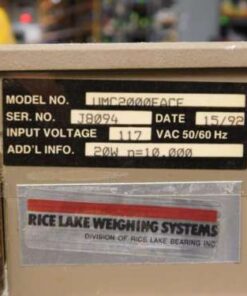 MODEL NO. UMC2000FACE
SER. NO. J8094 DATE 15/92
INPUT VOLTAGE 117 VAC 50/60 Hz
ADD'L INFO. 20W n=10.000
RICE LAKE WEIGHING SYSTEMS
DIVISION OF RICE LAKE BEARING INC